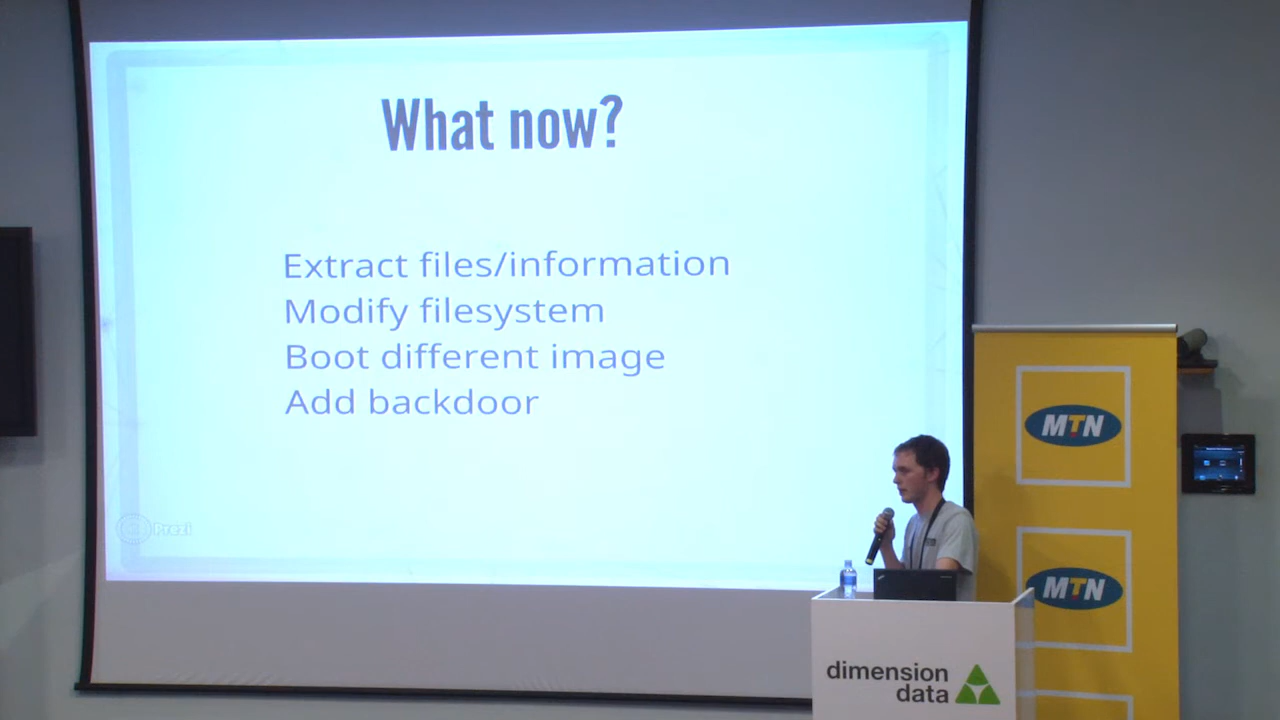 What now?
Extract files/information
Modify filesystem
Boot different image
Add backdoor
Prezi
MTN
MTN
dimension
data